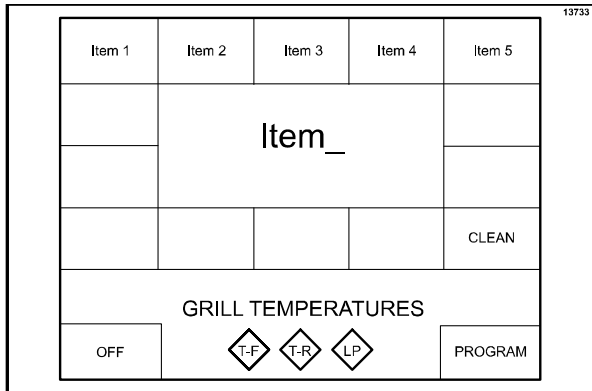 13733
Item 1 Item 2 Item 3 Item 4 Item 5
Item_
CLEAN
GRILL TEMPERATURES
OFF T-F T-R LP PROGRAM